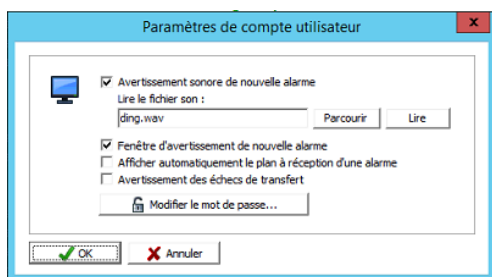 Paramètres de compte utilisateur
x
Avertissement sonore de nouvelle alarme
Lire le fichier son :
ding.wav Parcourir Lire
Fenêtre d'avertissement de nouvelle alarme
Afficher automatiquement le plan à réception d'une alarme
Avertissement des échecs de transfert
Modifier le mot de passe...
OK Annuler